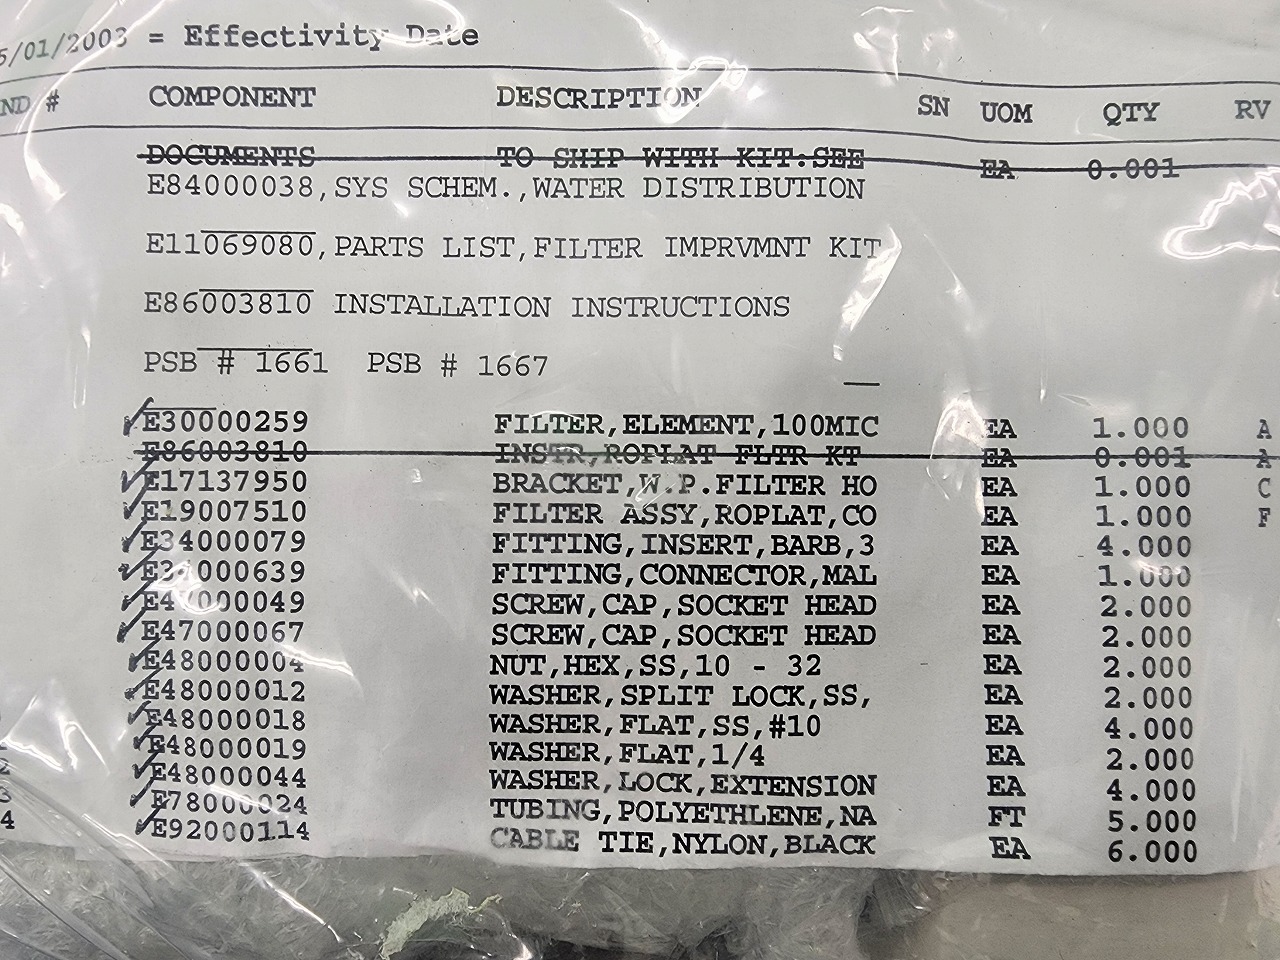 5/01/2003 = Effectivity Date
ND # COMPONENT DESCRIPTION SN UOM QTY RV
DOCUMENTS TO SHIP WITH KIT:SEE EA 0.001
E84000038,SYS SCHEM.,WATER DISTRIBUTION
E11069080,PARTS LIST,FILTER IMPRVMNT KIT
E86003810 INSTALLATION INSTRUCTIONS
PSB # 1661 PSB # 1667
E30000259 FILTER,ELEMENT,100MIC EA 1.000 A
E86003810 INSTR,ROPLAT FLTR KT EA 0.001 A
E17137950 BRACKET,W.P.FILTER HO EA 1.000 C
E19007510 FILTER ASSY,ROPLAT,CO EA 1.000 F
E34000079 FITTING,INSERT,BARB,3 EA 4.000
FITTING,CONNECTOR,MAL EA 1.000
SCREW,CAP,SOCKET HEAD EA 2.000
E47000067 SCREW,CAP,SOCKET HEAD EA 2.000
E48000004 NUT,HEX,SS,10 - 32 EA 2.000
E48000012 WASHER,SPLIT LOCK,SS, EA 2.000
E48000018 WASHER,FLAT,SS,#10 EA 4.000
E48000019 WASHER,FLAT,1/4 EA 2.000
E48000044 WASHER,LOCK,EXTENSION EA 4.000
3 E78000024 TUBING,POLYETHLENE,NA FT 5.000
4 E92000114 CABLE TIE,NYLON,BLACK EA 6.000